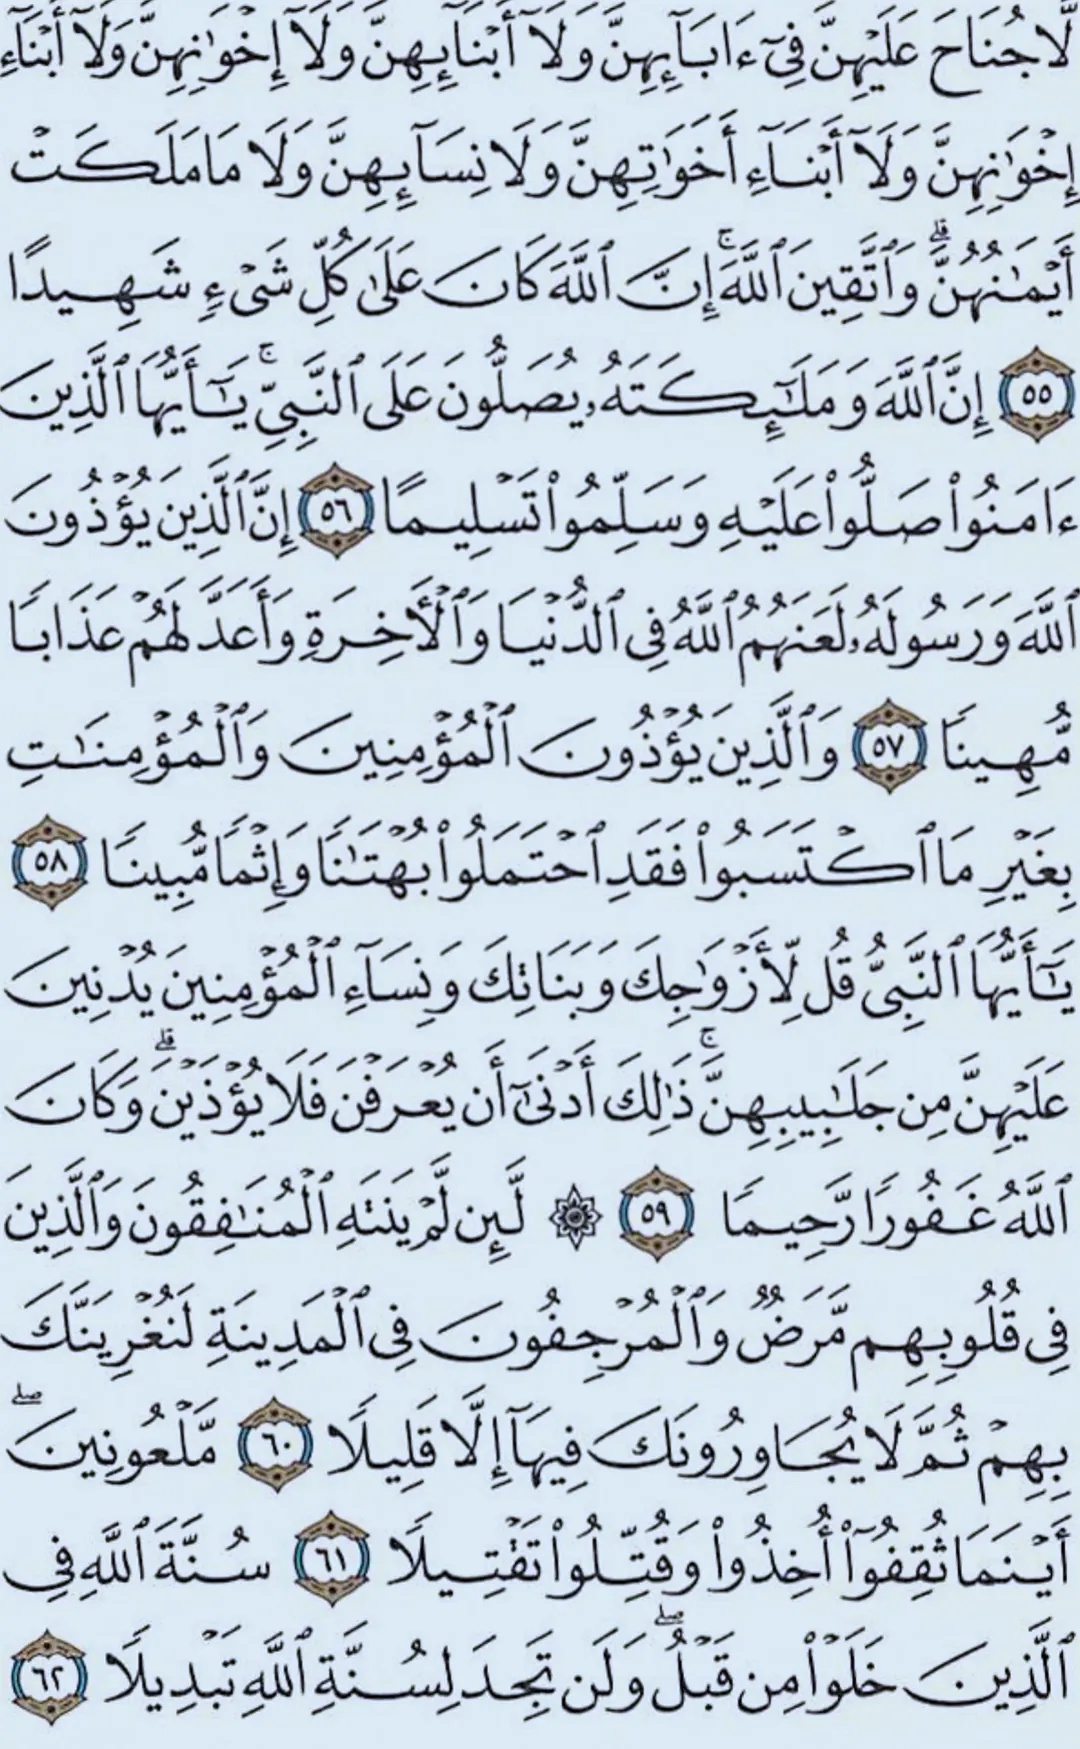 لَّا جُنَاحَ عَلَيْهِنَّ فِىٓ ءَابَآئِهِنَّ وَلَآ أَبْنَآئِهِنَّ وَلَآ إِخْوَٰنِهِنَّ وَلَآ أَبْنَآءِ
إِخْوَٰنِهِنَّ وَلَآ أَبْنَآءِ أَخَوَٰتِهِنَّ وَلَا نِسَآئِهِنَّ وَلَا مَا مَلَكَتْ
أَيْمَٰنُهُنَّۗ وَٱتَّقِينَ ٱللَّهَۚ إِنَّ ٱللَّهَ كَانَ عَلَىٰ كُلِّ شَىْءٍ شَهِيدًا
٥٥ إِنَّ ٱللَّهَ وَمَلَٰٓئِكَتَهُۥ يُصَلُّونَ عَلَى ٱلنَّبِىِّۚ يَٰٓأَيُّهَا ٱلَّذِينَ
ءَامَنُوا۟ صَلُّوا۟ عَلَيْهِ وَسَلِّمُوا۟ تَسْلِيمًا ٥٦ إِنَّ ٱلَّذِينَ يُؤْذُونَ
ٱللَّهَ وَرَسُولَهُۥ لَعَنَهُمُ ٱللَّهُ فِى ٱلدُّنْيَا وَٱلْأَخِرَةِ وَأَعَدَّ لَهُمْ عَذَابًا
مُّهِينًا ٥٧ وَٱلَّذِينَ يُؤْذُونَ ٱلْمُؤْمِنِينَ وَٱلْمُؤْمِنَٰتِ
بِغَيْرِ مَا ٱكْتَسَبُوا۟ فَقَدِ ٱحْتَمَلُوا۟ بُهْتَٰنًا وَإِثْمًا مُّبِينًا ٥٨
يَٰٓأَيُّهَا ٱلنَّبِىُّ قُل لِّأَزْوَٰجِكَ وَبَنَاتِكَ وَنِسَآءِ ٱلْمُؤْمِنِينَ يُدْنِينَ
عَلَيْهِنَّ مِن جَلَٰبِيبِهِنَّۚ ذَٰلِكَ أَدْنَىٰٓ أَن يُعْرَفْنَ فَلَا يُؤْذَيْنَۗ وَكَانَ
ٱللَّهُ غَفُورًا رَّحِيمًا ٥٩ ۞ لَّئِن لَّمْ يَنتَهِ ٱلْمُنَٰفِقُونَ وَٱلَّذِينَ
فِى قُلُوبِهِم مَّرَضٌ وَٱلْمُرْجِفُونَ فِى ٱلْمَدِينَةِ لَنُغْرِيَنَّكَ
بِهِمْ ثُمَّ لَا يُجَاوِرُونَكَ فِيهَآ إِلَّا قَلِيلًا ٦٠ مَّلْعُونِينَۖ
أَيْنَمَا ثُقِفُوٓا۟ أُخِذُوا۟ وَقُتِّلُوا۟ تَقْتِيلًا ٦١ سُنَّةَ ٱللَّهِ فِى
ٱلَّذِينَ خَلَوْا۟ مِن قَبْلُۖ وَلَن تَجِدَ لِسُنَّةِ ٱللَّهِ تَبْدِيلًا ٦٢